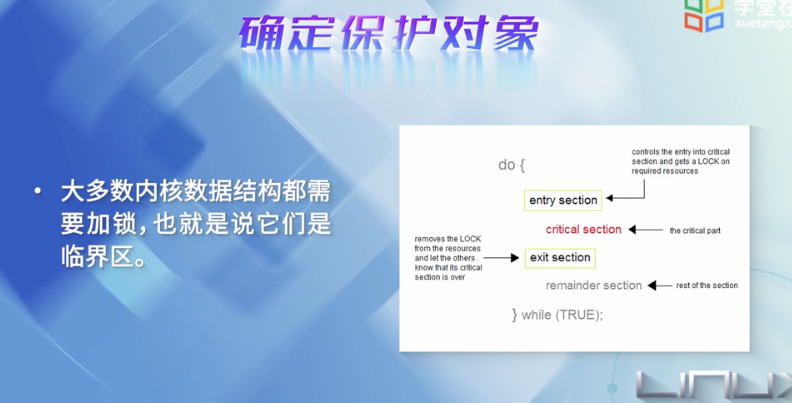 学堂在
xuetangx
确定保护对象
• 大多数内核数据结构都需
要加锁,也就是说它们是
临界区。
do {
controls the entry into critical
section and gets a LOCK on
required resources
entry section
critical section
the critical part
removes the LOCK
from the resources
and let the others
know that its critical
section is over
exit section
remainder section
rest of the section
} while (TRUE);
LINUX